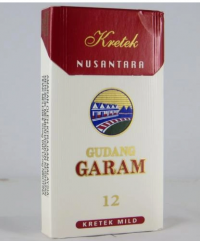 Kretek
NUSANTARA
GUDANG
GARAM
12
KRETEK MILD